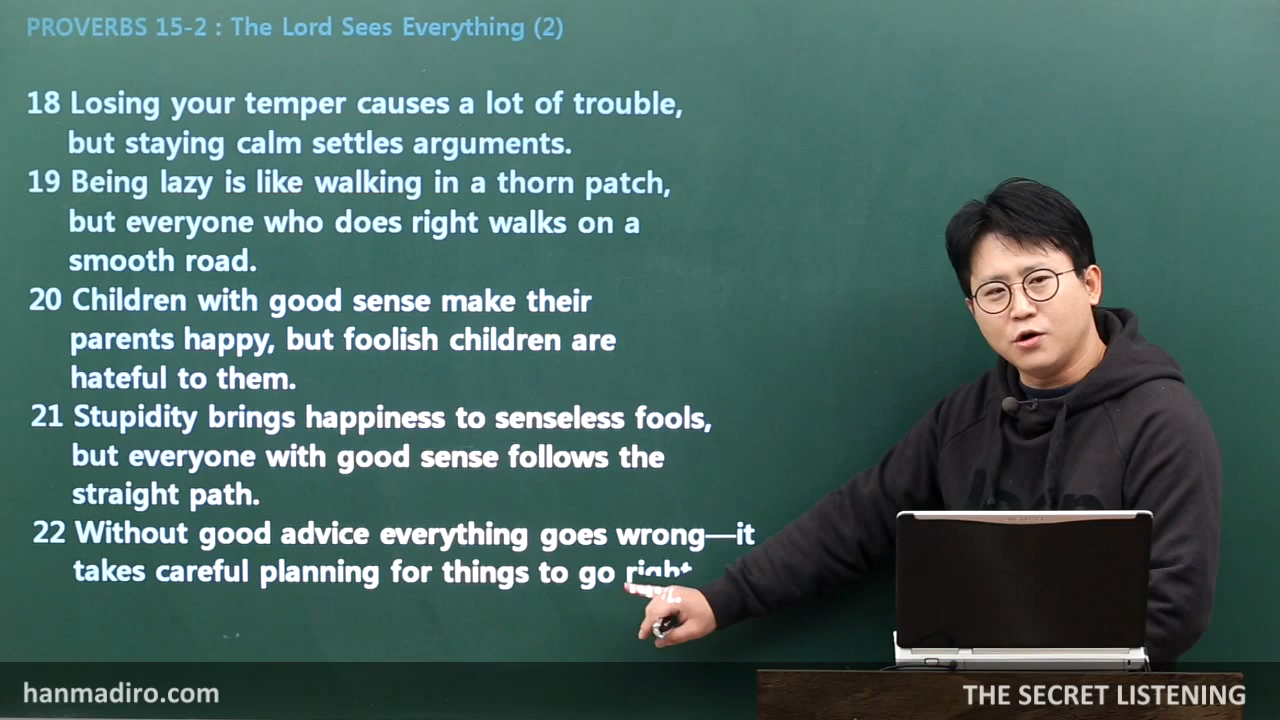 PROVERBS 15-2 : The Lord Sees Everything (2)
18 Losing your temper causes a lot of trouble,
but staying calm settles arguments.
19 Being lazy is like walking in a thorn patch,
but everyone who does right walks on a
smooth road.
20 Children with good sense make their
parents happy, but foolish children are
hateful to them.
21 Stupidity brings happiness to senseless fools,
but everyone with good sense follows the
straight path.
22 Without good advice everything goes wrong—it
takes careful planning for things to go right
hanmadiro.com
THE SECRET LISTENING